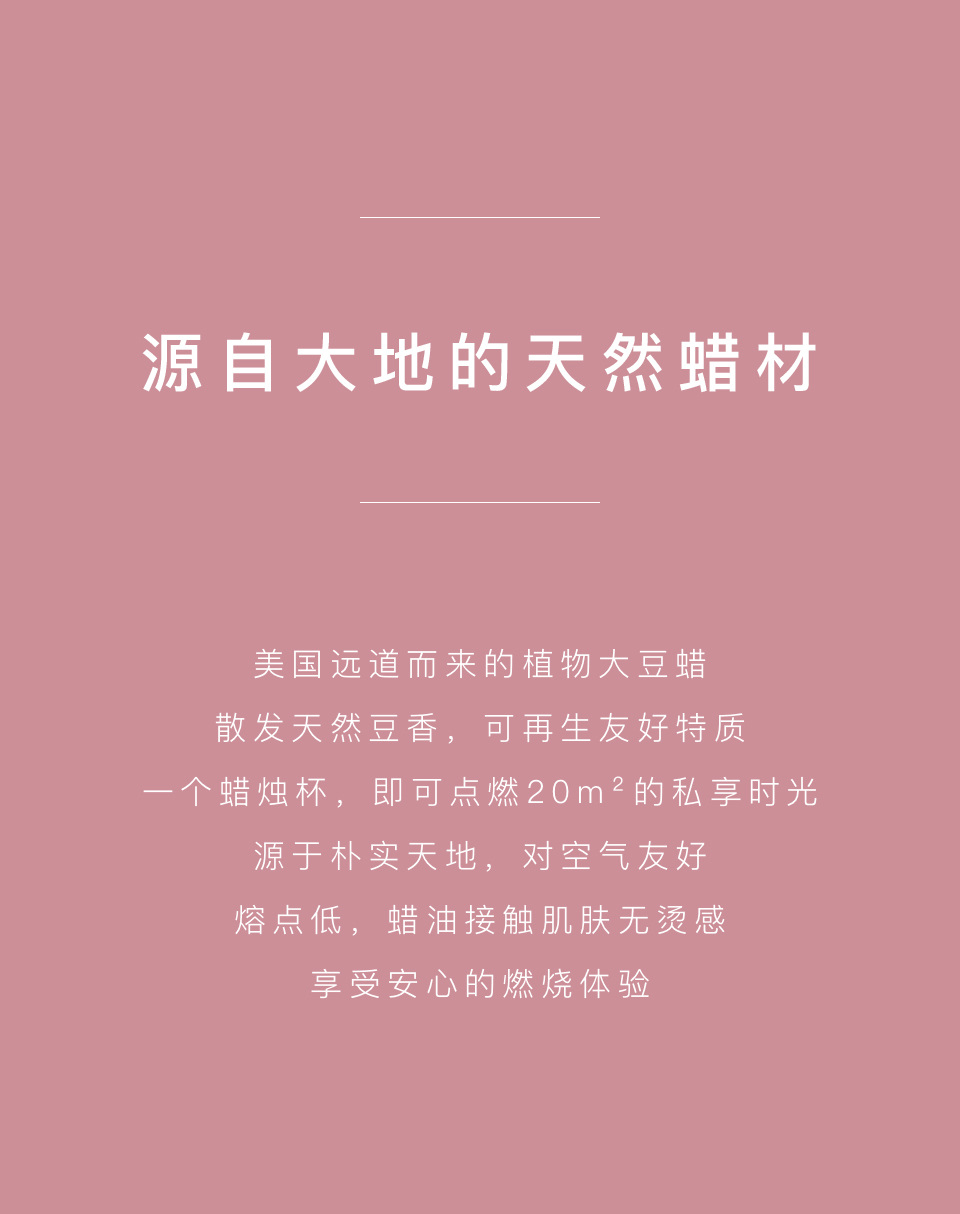 源自大地的天然蜡材
美国远道而来的植物大豆蜡
散发天然豆香，可再生友好特质
一个蜡烛杯，即可点燃20m²的私享时光
源于朴实天地，对空气友好
熔点低，蜡油接触肌肤无烫感
享受安心的燃烧体验